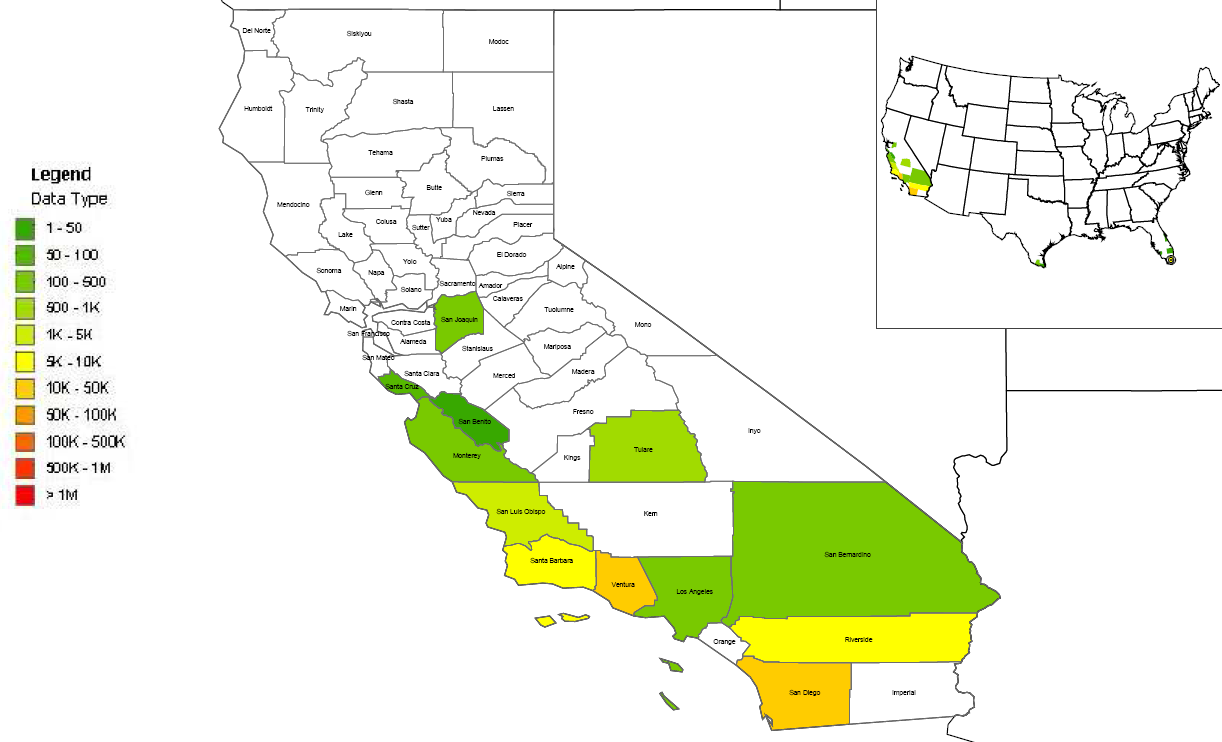 Del Norte
Siskiyou
Modoc
Humboldt
Trinity
Shasta
Lassen
Tehama
Plumas
Legend
Data Type
1 - 50
50 - 100
100 - 500
500 - 1K
1K - 5K
5K - 10K
10K - 50K
50K - 100K
100K - 500K
500K - 1M
> 1M
Glenn
Butte
Sierra
Mendocino
Colusa
Sutter
Yuba
Nevada
Placer
Lake
Sonoma
Napa
Yolo
El Dorado
Alpine
Solano
Sacramento
Amador
Marin
Calaveras
Tuolumne
Contra Costa
San Joaquin
Mono
San Francisco
Alameda
Stanislaus
Mariposa
San Mateo
Santa Clara
Merced
Madera
Santa Cruz
San Benito
Fresno
Inyo
Monterey
Kings
Tulare
San Luis Obispo
Kern
Santa Barbara
San Bernardino
Ventura
Los Angeles
Orange
Riverside
San Diego
Imperial